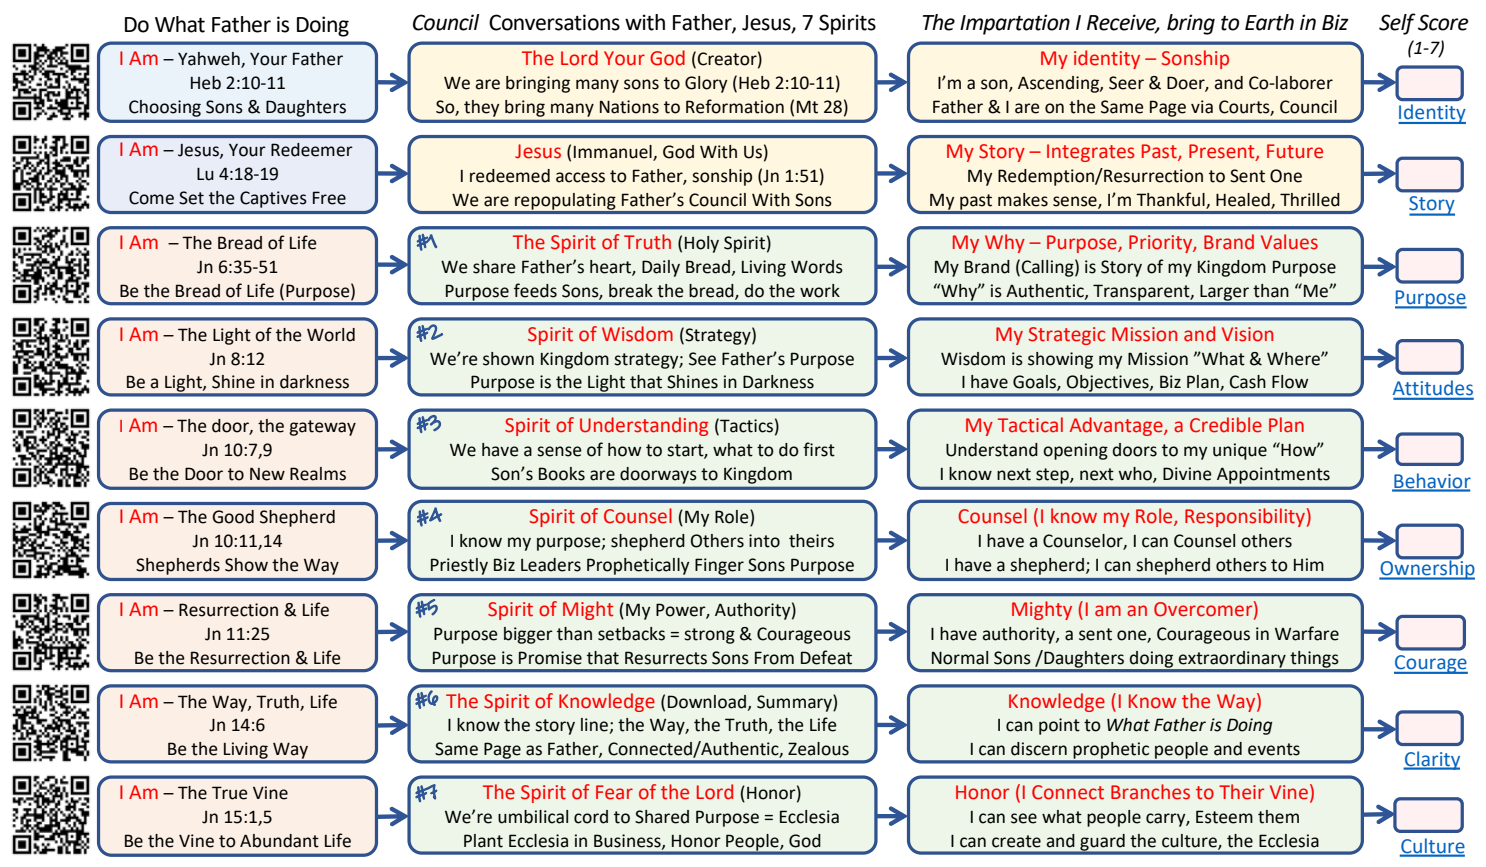 Do What Father is Doing
Council Conversations with Father, Jesus, 7 Spirits
The Impartation I Receive, bring to Earth in Biz
Self Score
(1-7)
I Am – Yahweh, Your Father
Heb 2:10-11
Choosing Sons & Daughters
The Lord Your God (Creator)
We are bringing many sons to Glory (Heb 2:10-11)
So, they bring many Nations to Reformation (Mt 28)
My identity – Sonship
I’m a son, Ascending, Seer & Doer, and Co-laborer
Father & I are on the Same Page via Courts, Council
Identity
I Am – Jesus, Your Redeemer
Lu 4:18-19
Come Set the Captives Free
Jesus (Immanuel, God With Us)
I redeemed access to Father, sonship (Jn 1:51)
We are repopulating Father’s Council With Sons
My Story – Integrates Past, Present, Future
My Redemption/Resurrection to Sent One
My past makes sense, I’m Thankful, Healed, Thrilled
Story
I Am – The Bread of Life
Jn 6:35-51
Be the Bread of Life (Purpose)
#1 The Spirit of Truth (Holy Spirit)
We share Father’s heart, Daily Bread, Living Words
Purpose feeds Sons, break the bread, do the work
My Why – Purpose, Priority, Brand Values
My Brand (Calling) is Story of my Kingdom Purpose
“Why” is Authentic, Transparent, Larger than “Me”
Purpose
I Am – The Light of the World
Jn 8:12
Be a Light, Shine in darkness
#2 Spirit of Wisdom (Strategy)
We’re shown Kingdom strategy; See Father’s Purpose
Purpose is the Light that Shines in Darkness
My Strategic Mission and Vision
Wisdom is showing my Mission ”What & Where”
I have Goals, Objectives, Biz Plan, Cash Flow
Attitudes
I Am – The door, the gateway
Jn 10:7,9
Be the Door to New Realms
#3 Spirit of Understanding (Tactics)
We have a sense of how to start, what to do first
Son’s Books are doorways to Kingdom
My Tactical Advantage, a Credible Plan
Understand opening doors to my unique “How”
I know next step, next who, Divine Appointments
Behavior
I Am – The Good Shepherd
Jn 10:11,14
Shepherds Show the Way
#4 Spirit of Counsel (My Role)
I know my purpose; shepherd Others into theirs
Priestly Biz Leaders Prophetically Finger Sons Purpose
Counsel (I know my Role, Responsibility)
I have a Counselor, I can Counsel others
I have a shepherd; I can shepherd others to Him
Ownership
I Am – Resurrection & Life
Jn 11:25
Be the Resurrection & Life
#5 Spirit of Might (My Power, Authority)
Purpose bigger than setbacks = strong & Courageous
Purpose is Promise that Resurrects Sons From Defeat
Mighty (I am an Overcomer)
I have authority, a sent one, Courageous in Warfare
Normal Sons /Daughters doing extraordinary things
Courage
I Am – The Way, Truth, Life
Jn 14:6
Be the Living Way
#6 The Spirit of Knowledge (Download, Summary)
I know the story line; the Way, the Truth, the Life
Same Page as Father, Connected/Authentic, Zealous
Knowledge (I Know the Way)
I can point to What Father is Doing
I can discern prophetic people and events
Clarity
I Am – The True Vine
Jn 15:1,5
Be the Vine to Abundant Life
#7 The Spirit of Fear of the Lord (Honor)
We’re umbilical cord to Shared Purpose = Ecclesia
Plant Ecclesia in Business, Honor People, God
Honor (I Connect Branches to Their Vine)
I can see what people carry, Esteem them
I can create and guard the culture, the Ecclesia
Culture